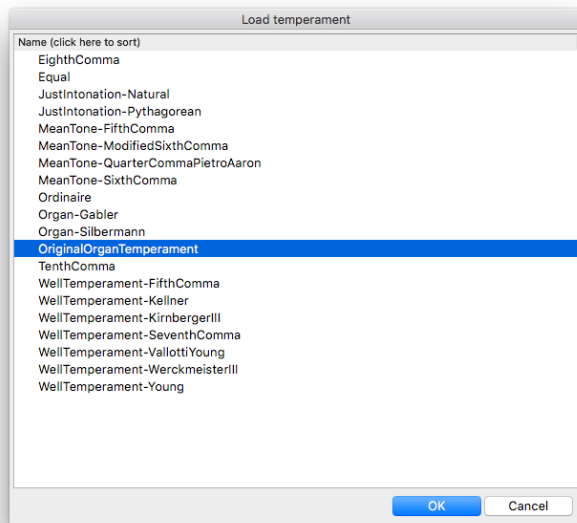 Load temperament
Name (click here to sort)
EighthComma
Equal
JustIntonation-Natural
JustIntonation-Pythagorean
MeanTone-FifthComma
MeanTone-ModifiedSixthComma
MeanTone-QuarterCommaPietroAaron
MeanTone-SixthComma
Ordinaire
Organ-Gabler
Organ-Silbermann
OriginalOrganTemperament
TenthComma
WellTemperament-FifthComma
WellTemperament-Kellner
WellTemperament-KirnbergerIII
WellTemperament-SeventhComma
WellTemperament-VallottiYoung
WellTemperament-WerckmeisterIII
WellTemperament-Young
OK Cancel